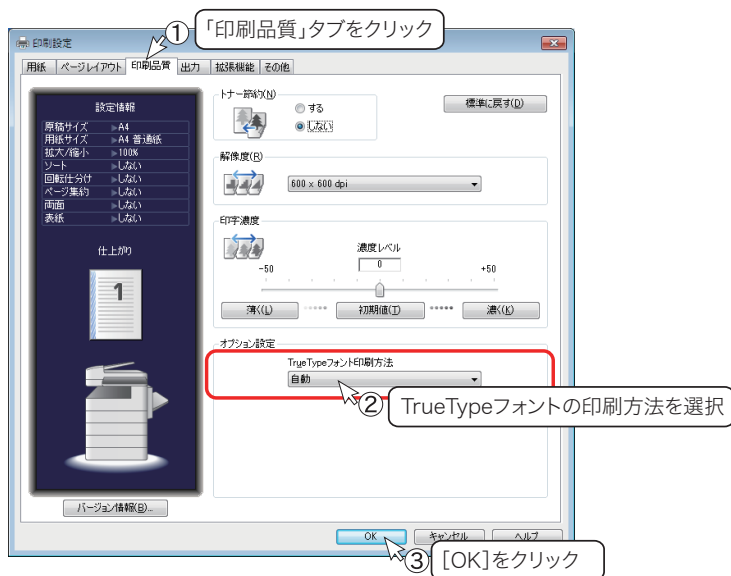 ①「印刷品質」タブをクリック
印刷設定
用紙 ページレイアウト 印刷品質 出力 拡張機能 その他
設定情報
原稿サイズ ▶A4
用紙サイズ ▶A4 普通紙
拡大/縮小 ▶100%
ソート ▶しない
回転仕分け ▶しない
ページ集約 ▶しない
両面 ▶しない
表紙 ▶しない
仕上がり
1
バージョン情報(B)...
トナー節約(N)
する
しない
標準に戻す(D)
解像度(R)
600 x 600 dpi
印字濃度
濃度レベル
-50 0 +50
薄く(L) 初期値(T) 濃く(K)
オプション設定
TrueTypeフォント印刷方法
自動
②TrueTypeフォントの印刷方法を選択
OK キャンセル ヘルプ
③[OK]をクリック